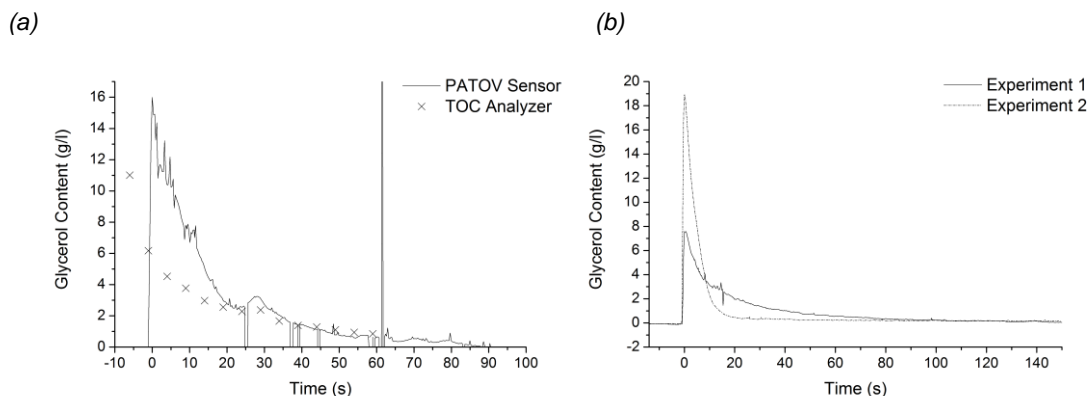 (a)
(b)
PATOV Sensor
TOC Analyzer
Glycerol Content (g/l)
16
14
12
10
8
6
4
2
0
-10 0 10 20 30 40 50 60 70 80 90 100
Time (s)
Experiment 1
Experiment 2
Glycerol Content (g/l)
20
18
16
14
12
10
8
6
4
2
0
-2
0 20 40 60 80 100 120 140
Time (s)